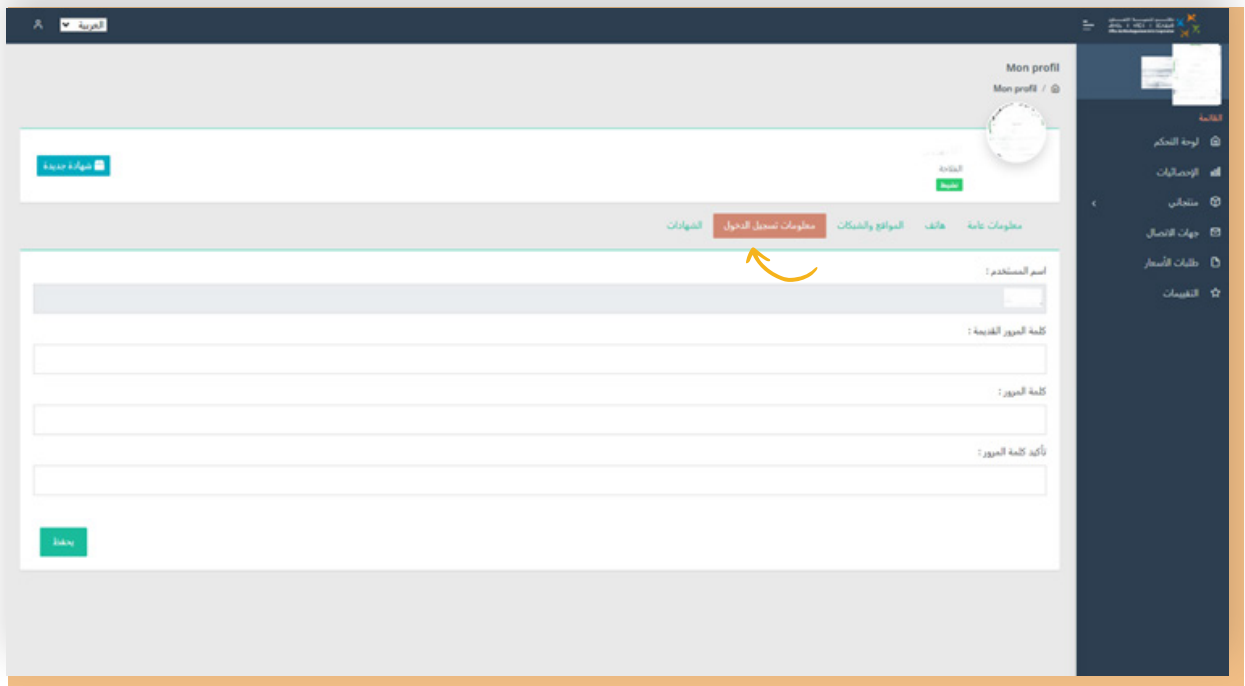 العربية
Mon profil
Mon profil /
القائمة
لوحة التحكم
الإحصائيات
منتجاتي
جهات الاتصال
طلبات الأسعار
التقييمات
الفلاحة
نشيط
شهادة جديدة
معلومات عامة هاتف المواقع والشبكات معلومات تسجيل الدخول الشهادات
اسم المستخدم :
كلمة المرور القديمة :
كلمة المرور :
تأكيد كلمة المرور :
يحفظ